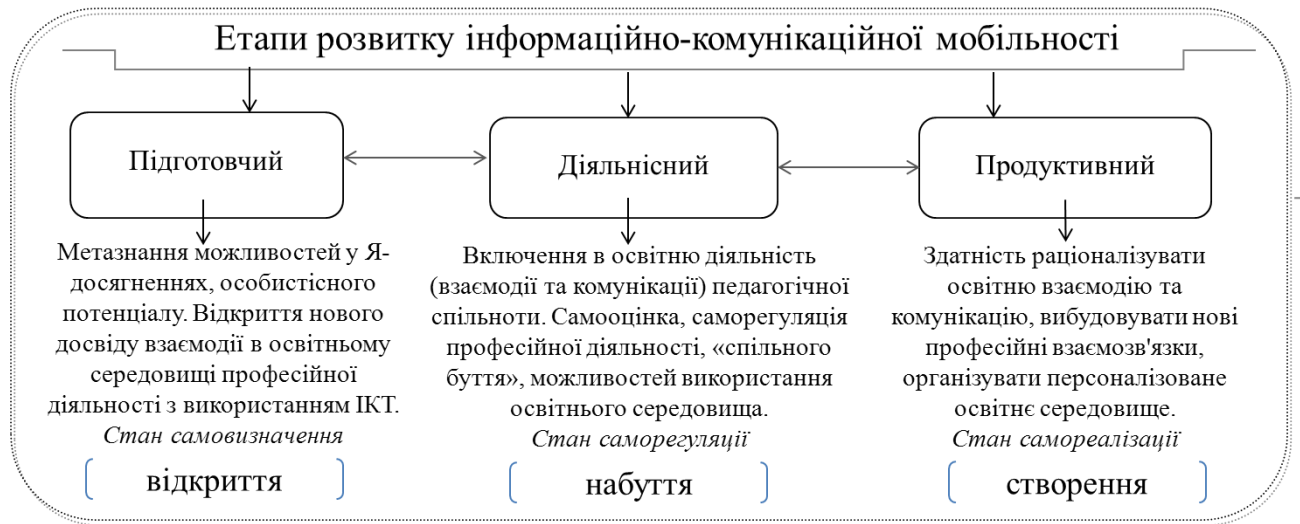 Етапи розвитку інформаційно-комунікаційної мобільності
Підготовчий
Діяльнісний
Продуктивний
Метазнання можливостей у Я-
досягненнях, особистісного
потенціалу. Відкриття нового
досвіду взаємодії в освітньому
середовищі професійної
діяльності з використанням ІКТ.
Стан самовизначення
відкриття
Включення в освітню діяльність
(взаємодії та комунікації) педагогічної
спільноти. Самооцінка, саморегуляція
професійної діяльності, «спільного
буття», можливостей використання
освітнього середовища.
Стан саморегуляції
набуття
Здатність раціоналізувати
освітню взаємодію та
комунікацію, вибудовувати нові
професійні взаємозв'язки,
організувати персоналізоване
освітнє середовище.
Стан самореалізації
створення